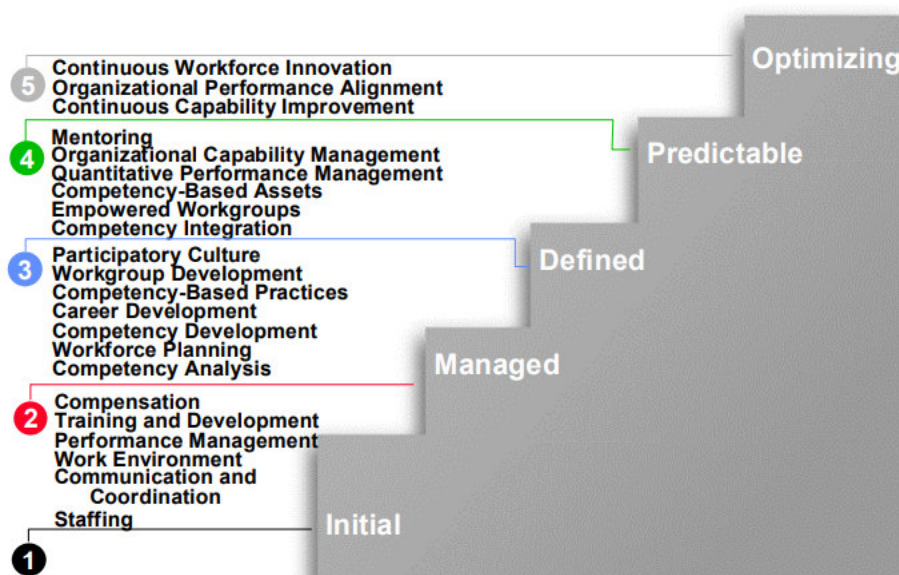 Optimizing
5
Continuous Workforce Innovation
Organizational Performance Alignment
Continuous Capability Improvement
Predictable
4
Mentoring
Organizational Capability Management
Quantitative Performance Management
Competency-Based Assets
Empowered Workgroups
Competency Integration
Defined
3
Participatory Culture
Workgroup Development
Competency-Based Practices
Career Development
Competency Development
Workforce Planning
Competency Analysis
Managed
2
Compensation
Training and Development
Performance Management
Work Environment
Communication and
Coordination
Staffing
Initial
1